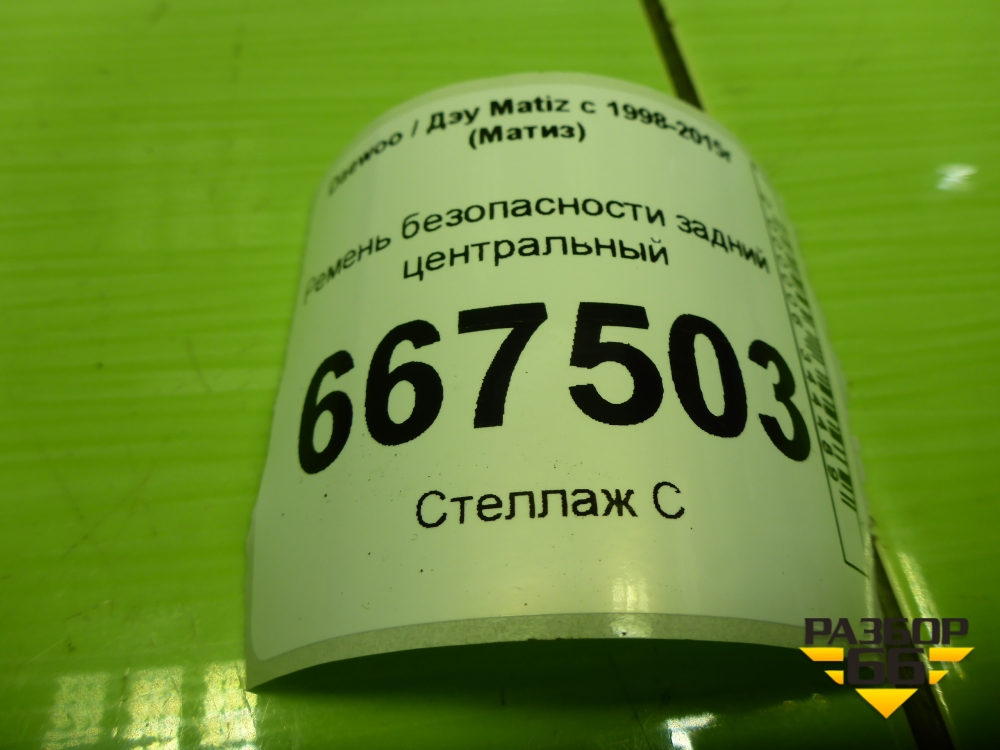 Daewoo / Дэу Matiz с 1998-2015г
(Матиз)
Ремень безопасности задний
центральный
667503
Стеллаж С
РАЗБОР
66